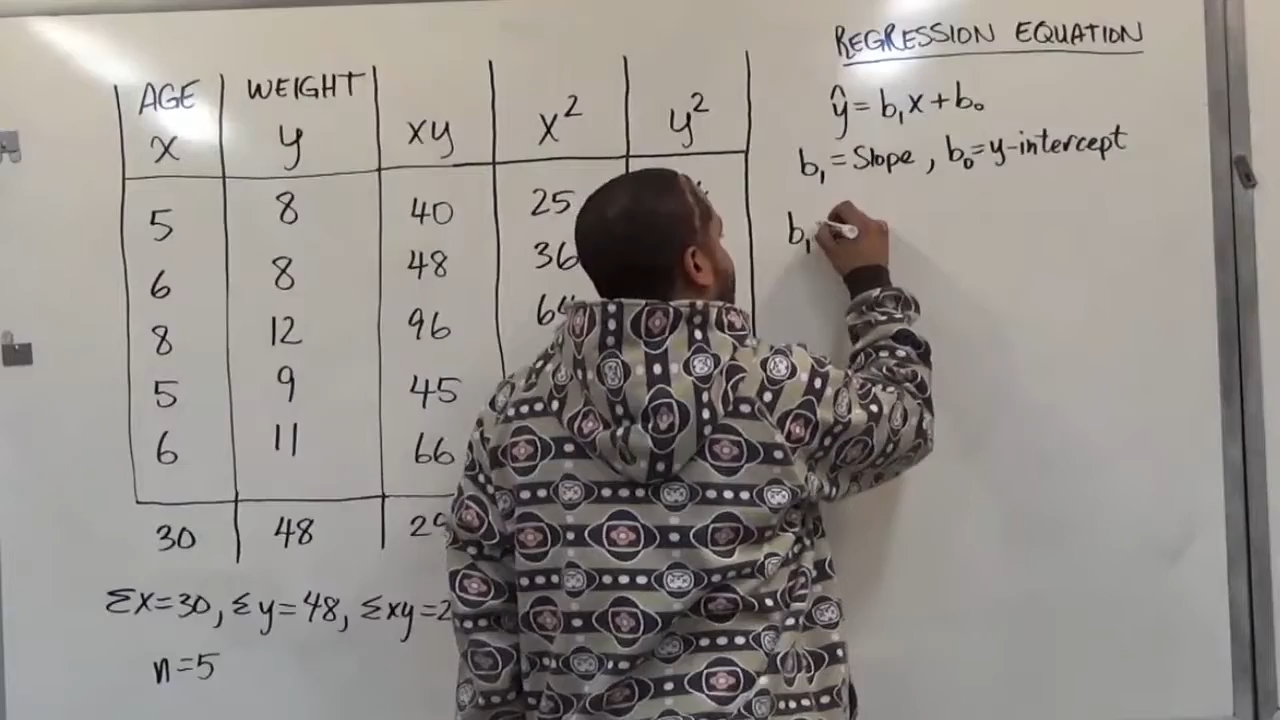 REGRESSION EQUATION
AGE WEIGHT
x y xy x² y²
ŷ = b₁x + b₀
b₁ = Slope, b₀ = y-intercept
5 8 40 25
b₁
6 8 48 36
8 12 96 64
5 9 45
6 11 66
30 48
Σx=30, Σy=48, Σxy=2
n=5